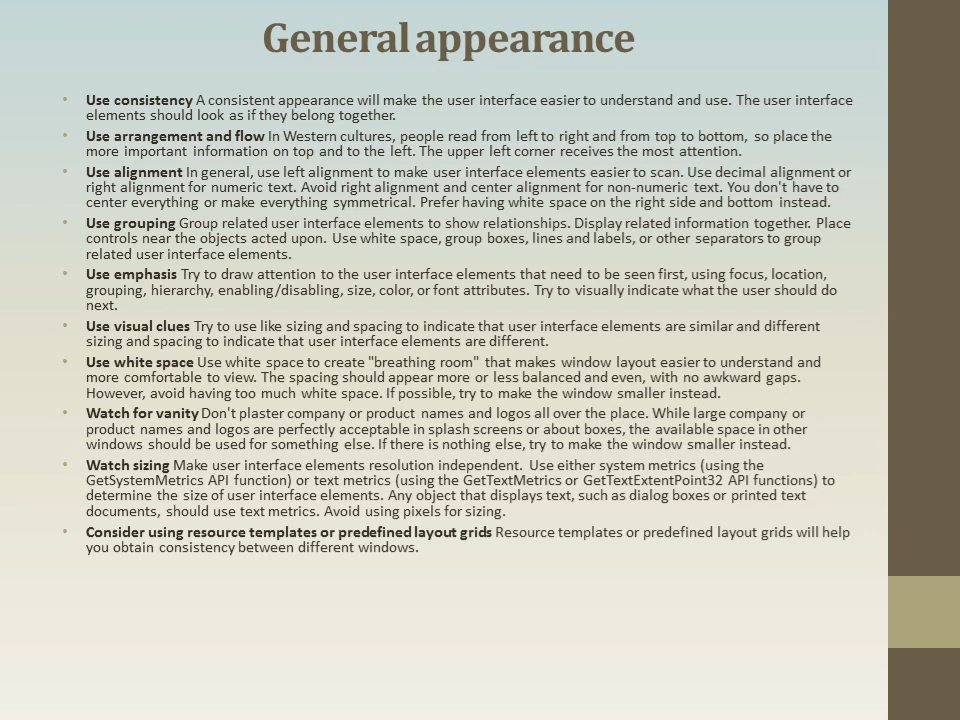 General appearance
• Use consistency A consistent appearance will make the user interface easier to understand and use. The user interface
elements should look as if they belong together.
• Use arrangement and flow In Western cultures, people read from left to right and from top to bottom, so place the
more important information on top and to the left. The upper left corner receives the most attention.
• Use alignment In general, use left alignment to make user interface elements easier to scan. Use decimal alignment or
right alignment for numeric text. Avoid right alignment and center alignment for non-numeric text. You don't have to
center everything or make everything symmetrical. Prefer having white space on the right side and bottom instead.
• Use grouping Group related user interface elements to show relationships. Display related information together. Place
controls near the objects acted upon. Use white space, group boxes, lines and labels, or other separators to group
related user interface elements.
• Use emphasis Try to draw attention to the user interface elements that need to be seen first, using focus, location,
grouping, hierarchy, enabling/disabling, size, color, or font attributes. Try to visually indicate what the user should do
next.
• Use visual clues Try to use like sizing and spacing to indicate that user interface elements are similar and different
sizing and spacing to indicate that user interface elements are different.
• Use white space Use white space to create "breathing room" that makes window layout easier to understand and
more comfortable to view. The spacing should appear more or less balanced and even, with no awkward gaps.
However, avoid having too much white space. If possible, try to make the window smaller instead.
• Watch for vanity Don't plaster company or product names and logos all over the place. While large company or
product names and logos are perfectly acceptable in splash screens or about boxes, the available space in other
windows should be used for something else. If there is nothing else, try to make the window smaller instead.
• Watch sizing Make user interface elements resolution independent. Use either system metrics (using the
GetSystemMetrics API function) or text metrics (using the GetTextMetrics or GetTextExtentPoint32 API functions) to
determine the size of user interface elements. Any object that displays text, such as dialog boxes or printed text
documents, should use text metrics. Avoid using pixels for sizing.
• Consider using resource templates or predefined layout grids Resource templates or predefined layout grids will help
you obtain consistency between different windows.